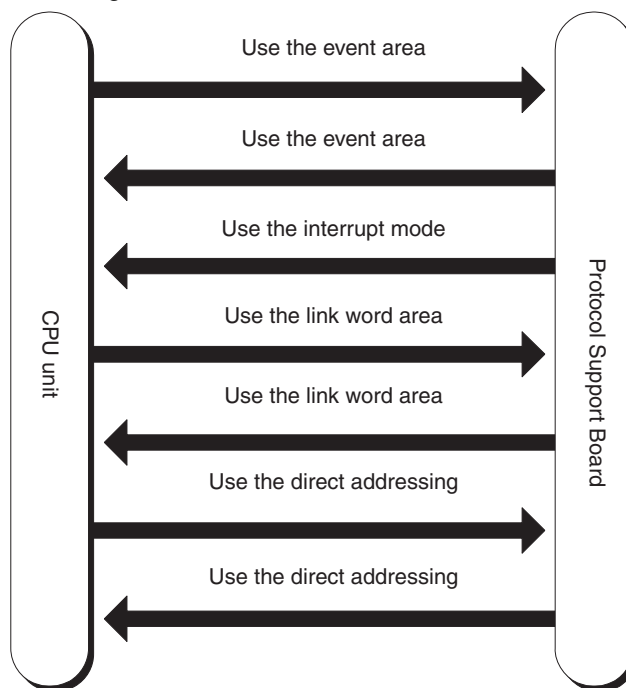 Use the event area
Use the event area
Use the interrupt mode
Use the link word area
Use the link word area
Use the direct addressing
Use the direct addressing
CPU unit
Protocol Support Board